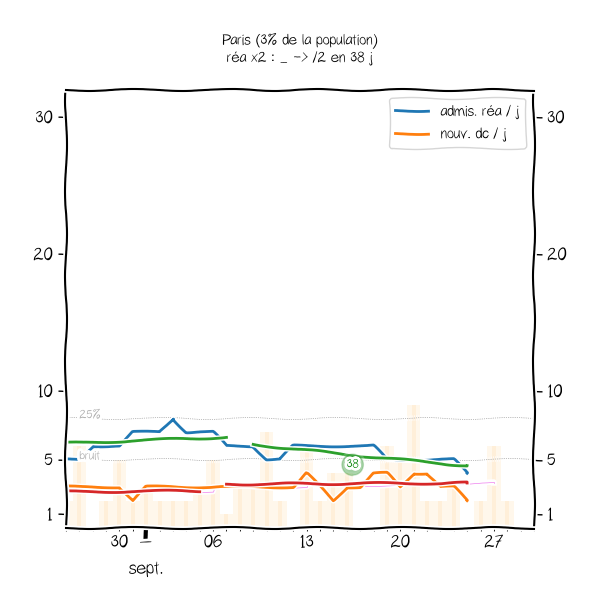 Paris (3% de la population)
réa x2 : _ -> /2 en 38 j
admis. réa / j
nouv. dc / j
30 30
20 20
10 10
25%
5 bruit 5
38
1 1
30 06 13 20 27
sept.